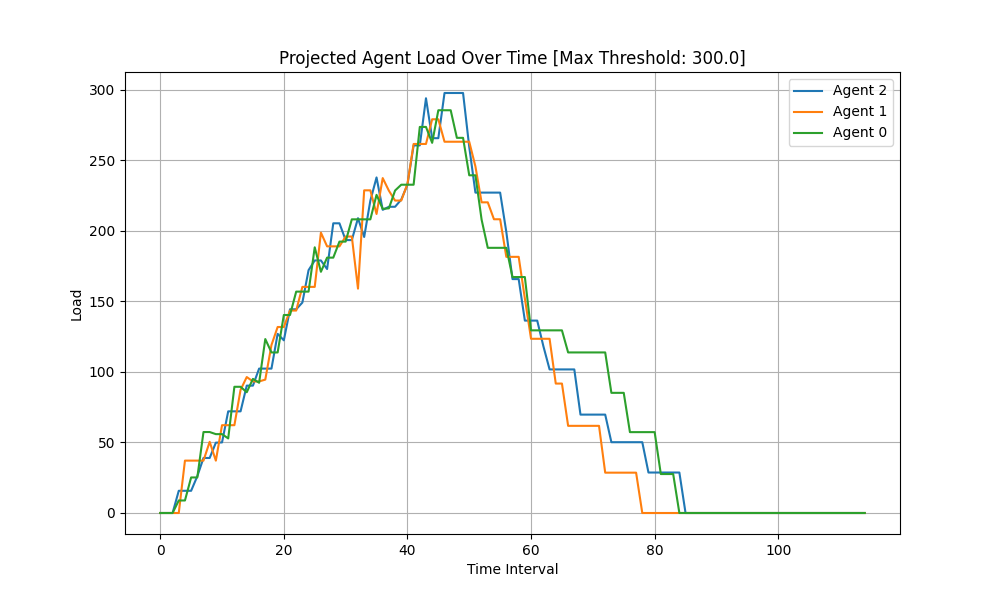 Projected Agent Load Over Time [Max Threshold: 300.0]
Agent 2
Agent 1
Agent 0
300
250
200
150
100
50
0
Load
0 20 40 60 80 100
Time Interval